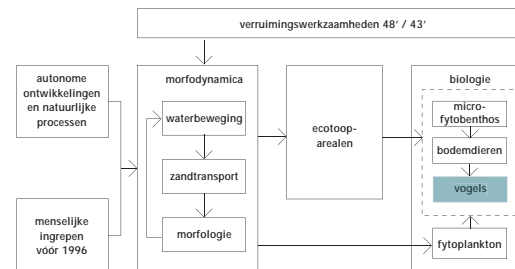 verruimingswerkzaamheden 48' / 43'
autonome
ontwikkelingen
en natuurlijke
processen
menselijke
ingrepen
vóór 1996
morfodynamica
waterbeweging
zandtransport
morfologie
ecotoop-
arealen
biologie
micro-
fytobenthos
bodemdieren
vogels
fytoplankton